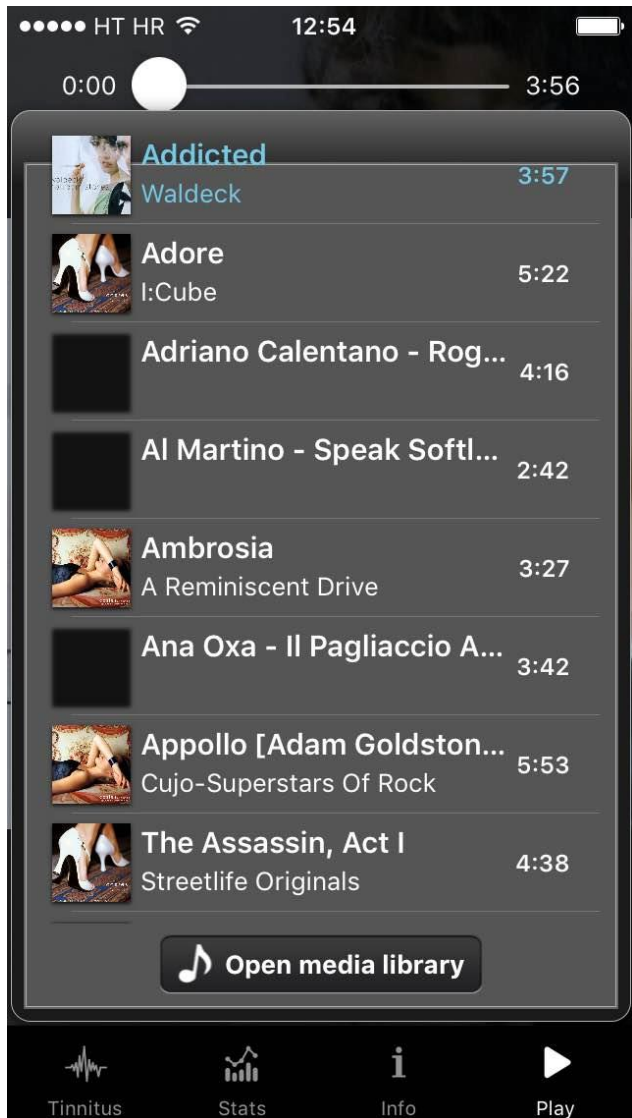 HT HR 12:54
0:00 3:56
Addicted
Waldeck
3:57
Adore
I:Cube
5:22
Adriano Calentano - Rog...
4:16
Al Martino - Speak Softl...
2:42
Ambrosia
A Reminiscent Drive
3:27
Ana Oxa - Il Pagliaccio A...
3:42
Appollo [Adam Goldston...
Cujo-Superstars Of Rock
5:53
The Assassin, Act I
Streetlife Originals
4:38
Open media library
Tinnitus Stats Info Play